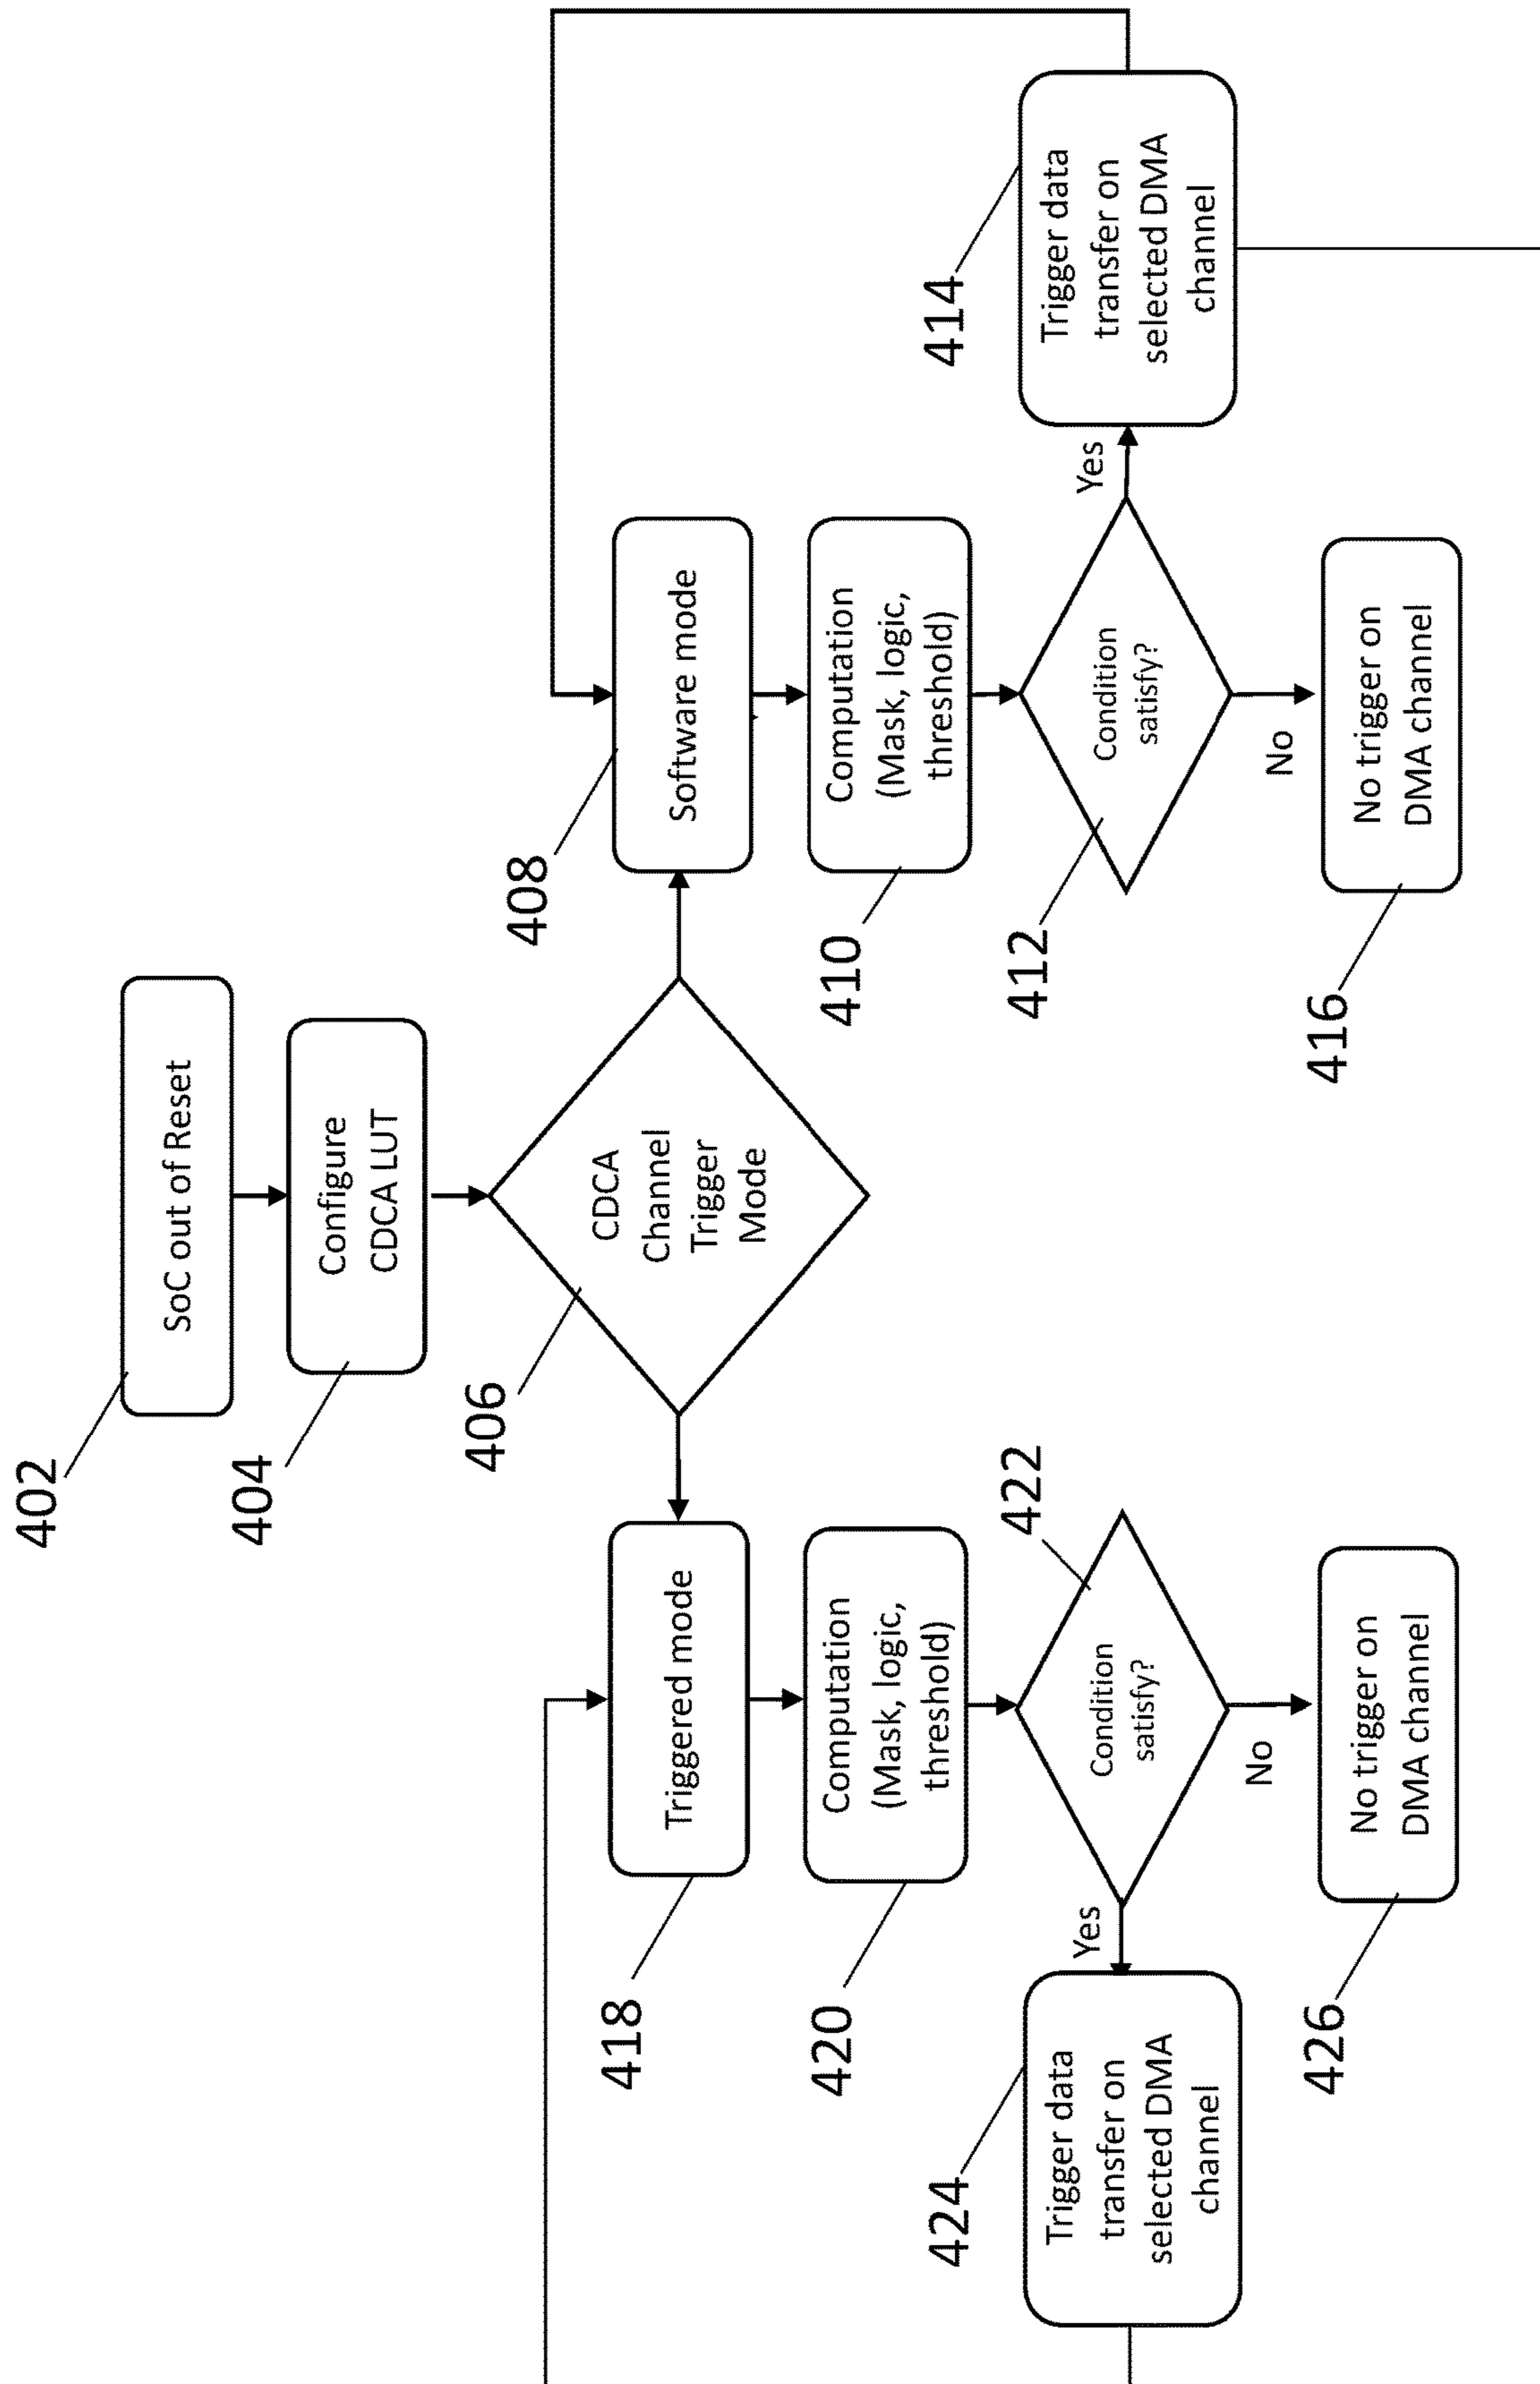 402
SoC out of Reset
404
Configure
CDCA LUT
406
CDCA
Channel
Trigger
Mode
408
Software mode
410
Computation
(Mask, logic,
threshold)
412
Condition
satisfy?
Yes
414
Trigger data
transfer on
selected DMA
channel
No
416
No trigger on
DMA channel
418
Triggered mode
420
Computation
(Mask, logic,
threshold)
422
Condition
satisfy?
Yes
424
Trigger data
transfer on
selected DMA
channel
No
426
No trigger on
DMA channel